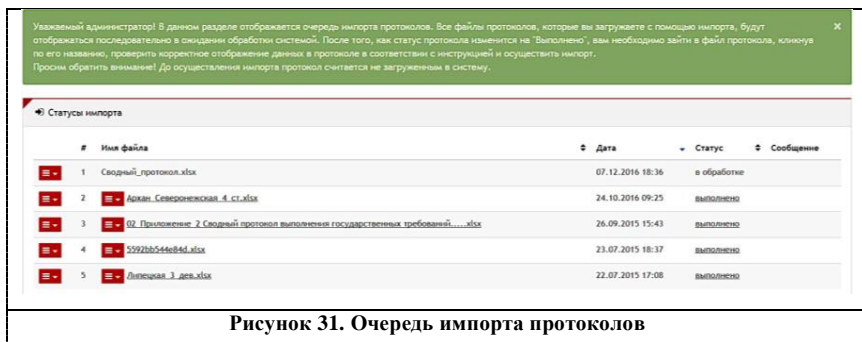 Уважаемый администратор! В данном разделе отображается очередь импорта протоколов. Все файлы протоколов, которые вы загружаете с помощью импорта, будут
отображаться последовательно в ожидании обработки системой. После того, как статус протокола изменится на "Выполнено", вам необходимо зайти в файл протокола, кликнув
по его названию, проверить корректное отображение данных в протоколе в соответствии с инструкцией и осуществить импорт.
Просим обратить внимание! До осуществления импорта протокол считается не загруженным в систему.
×
Статусы импорта
# Имя файла Дата Статус Сообщение
1 Сводный_протокол.xlsx 07.12.2016 18:36 в обработке
2 Архан_Северонежская_4_ст.xlsx 24.10.2016 09:25 выполнено
3 02_Приложение_2 Сводный протокол выполнения государственных требований.....xlsx 26.09.2015 15:43 выполнено
4 5592bb544e84d.xlsx 23.07.2015 18:37 выполнено
5 Липецкая_3_дев.xlsx 22.07.2015 17:08 выполнено
Рисунок 31. Очередь импорта протоколов